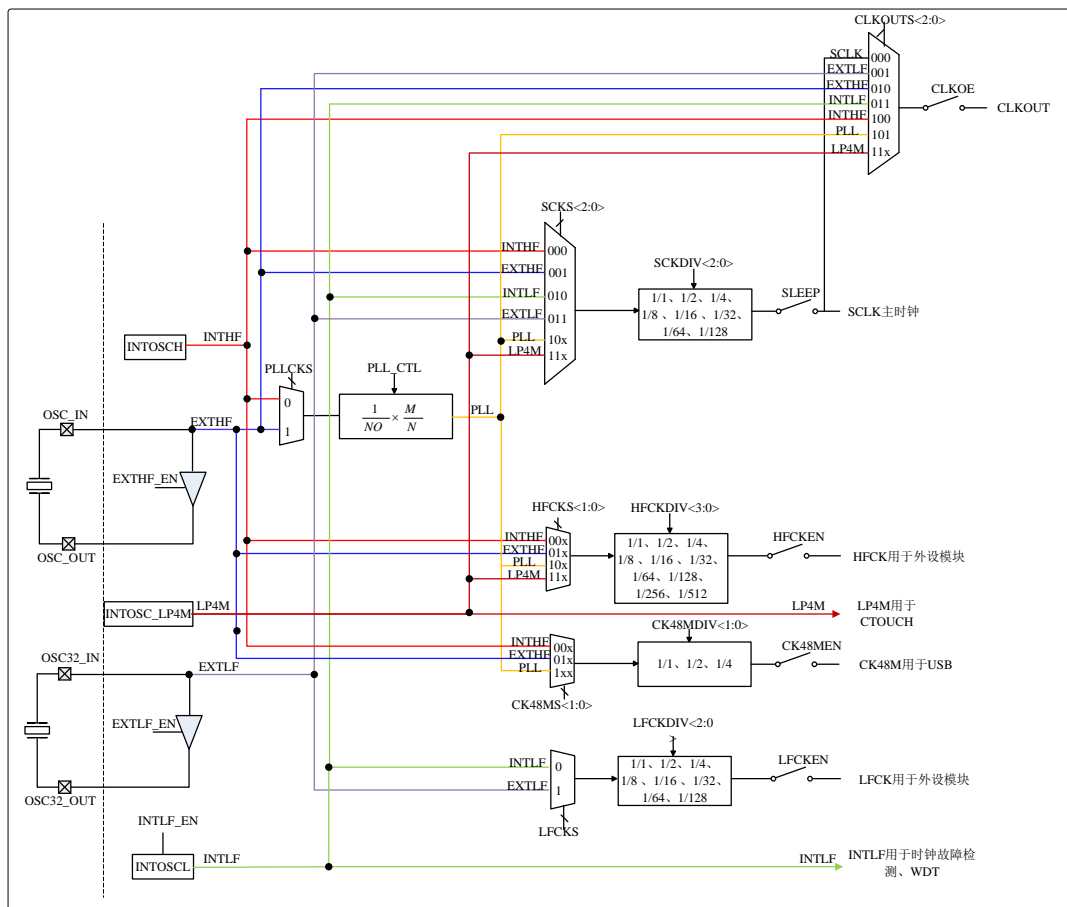 CLKOUTS<2:0>
SCLK
000
EXTLF
001
EXTHF
010
INTLF
011
INTHF
100
PLL
101
LP4M
11x
CLKOE
CLKOUT
SCKS<2:0>
INTHF
000
EXTHF
001
INTLF
010
EXTLF
011
PLL
10x
LP4M
11x
SCKDIV<2:0>
1/1、1/2、1/4、
1/8 、1/16 、1/32、
1/64、1/128
SLEEP
SCLK主时钟
INTOSCH
INTHF
PLLCKS
0
1
PLL_CTL
1/NO × M/N
PLL
OSC_IN
EXTHF
EXTHF_EN
OSC_OUT
HFCKS<1:0>
INTHF
00x
EXTHF
01x
PLL
10x
LP4M
11x
HFCKDIV<3:0>
1/1、1/2、1/4、
1/8 、1/16 、1/32、
1/64、1/128、
1/256、1/512
HFCKEN
HFCK用于外设模块
INTOSC_LP4M
LP4M
LP4M
LP4M用于
CTOUCH
INTHF
00x
EXTHF
01x
PLL
1xx
CK48MS<1:0>
CK48MDIV<1:0>
1/1、1/2、1/4
CK48MEN
CK48M用于USB
OSC32_IN
EXTLF
EXTLF_EN
OSC32_OUT
LFCKDIV<2:0
>
INTLF
0
EXTLF
1
LFCKS
1/1、1/2、1/4、
1/8 、1/16 、1/32、
1/64、1/128
LFCKEN
LFCK用于外设模块
INTLF_EN
INTOSCL
INTLF
INTLF
INTLF用于时钟故障检
测、WDT